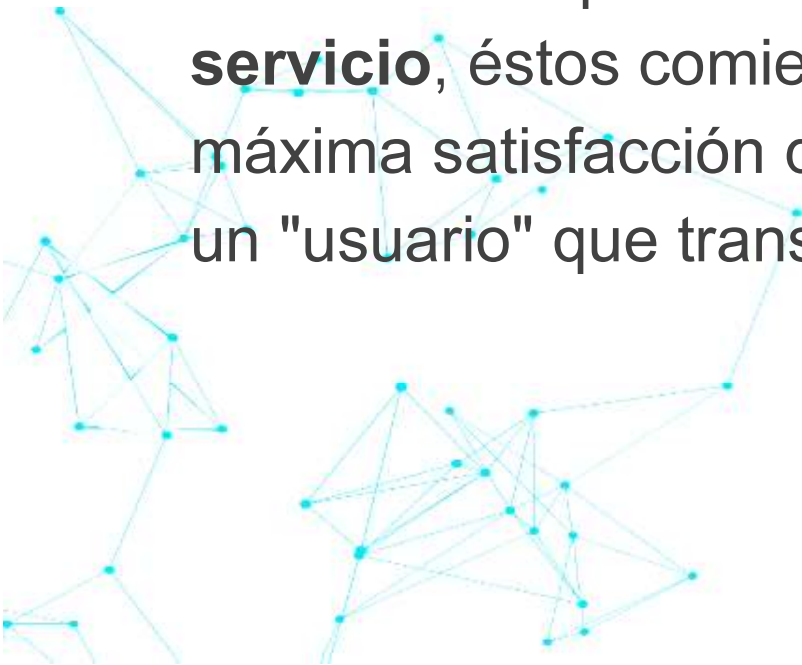 servicio, éstos comie
máxima satisfacción
un "usuario" que trans